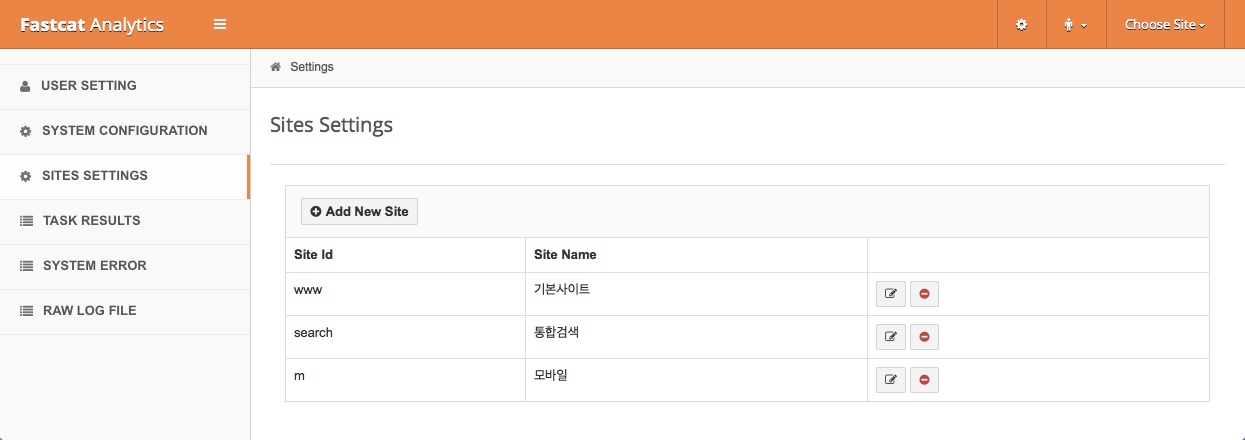 Fastcat Analytics
Choose Site
USER SETTING
SYSTEM CONFIGURATION
SITES SETTINGS
TASK RESULTS
SYSTEM ERROR
RAW LOG FILE
Settings
Sites Settings
Add New Site
Site Id Site Name
www 기본사이트
search 통합검색
m 모바일